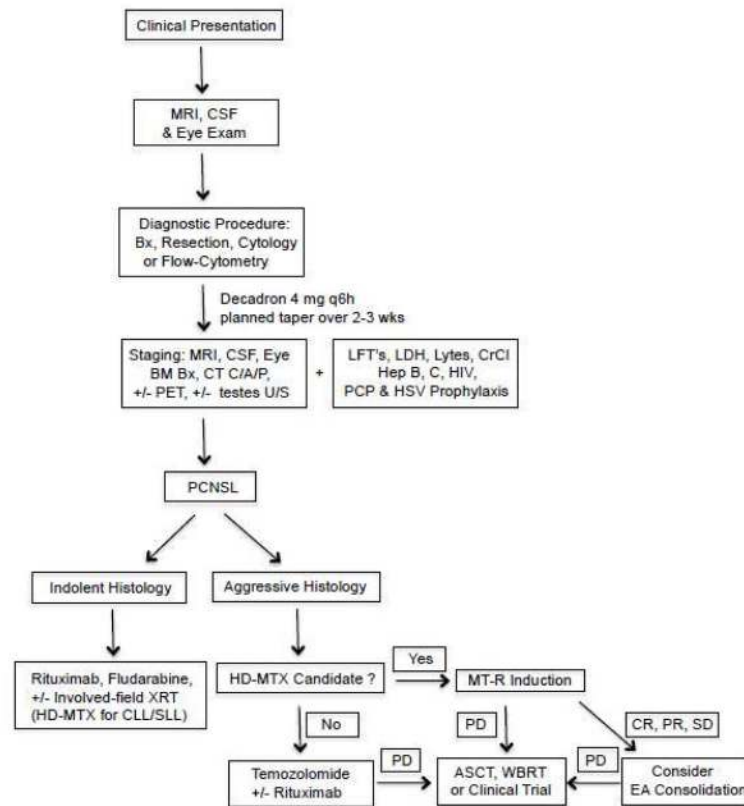 Clinical Presentation
MRI, CSF
& Eye Exam
Diagnostic Procedure:
Bx, Resection, Cytology
or Flow-Cytometry
Decadron 4 mg q6h
planned taper over 2-3 wks
Staging: MRI, CSF, Eye
BM Bx, CT C/A/P,
+/- PET, +/- testes U/S
+
LFT's, LDH, Lytes, CrCl
Hep B, C, HIV,
PCP & HSV Prophylaxis
PCNSL
Indolent Histology
Aggressive Histology
Rituximab, Fludarabine,
+/- Involved-field XRT
(HD-MTX for CLL/SLL)
HD-MTX Candidate ?
Yes
MT-R Induction
No
PD
CR, PR, SD
Temozolomide
+/- Rituximab
PD
ASCT, WBRT
or Clinical Trial
PD
Consider
EA Consolidation